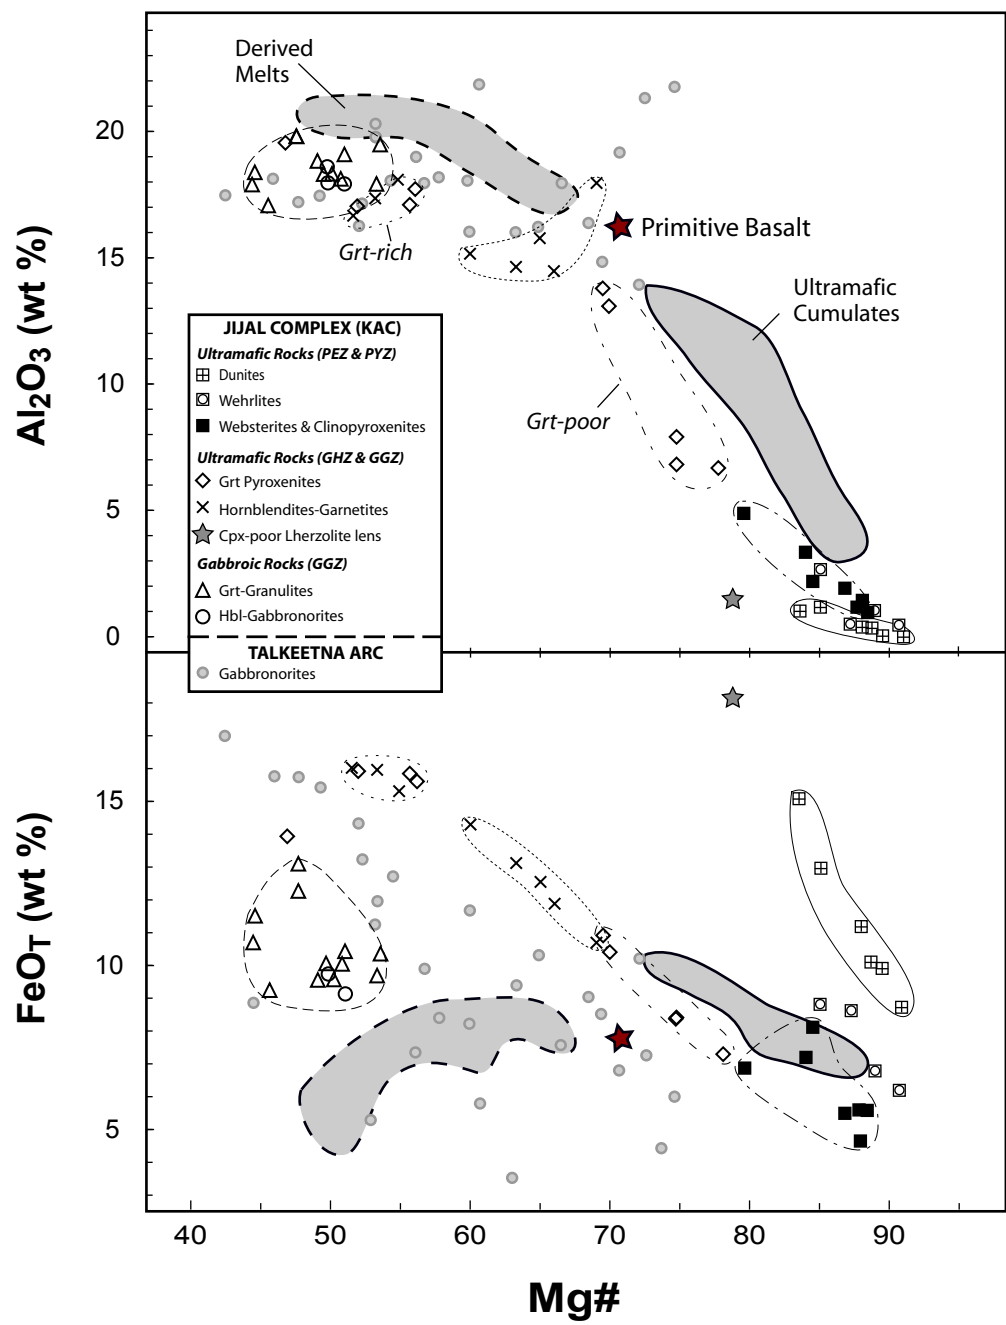 Derived
Melts
20
Primitive Basalt
Grt-rich
15
Ultramafic
Cumulates
Al2O3 (wt %)
10
Grt-poor
5
0
JIJAL COMPLEX (KAC)
Ultramafic Rocks (PEZ & PYZ)
Dunites
Wehrlites
Websterites & Clinopyroxenites
Ultramafic Rocks (GHZ & GGZ)
Grt Pyroxenites
Hornblendites-Garnetites
Cpx-poor Lherzolite lens
Gabbroic Rocks (GGZ)
Grt-Granulites
Hbl-Gabbronorites
TALKEETNA ARC
Gabbronorites
15
FeOT (wt %)
10
5
40 50 60 70 80 90
Mg#